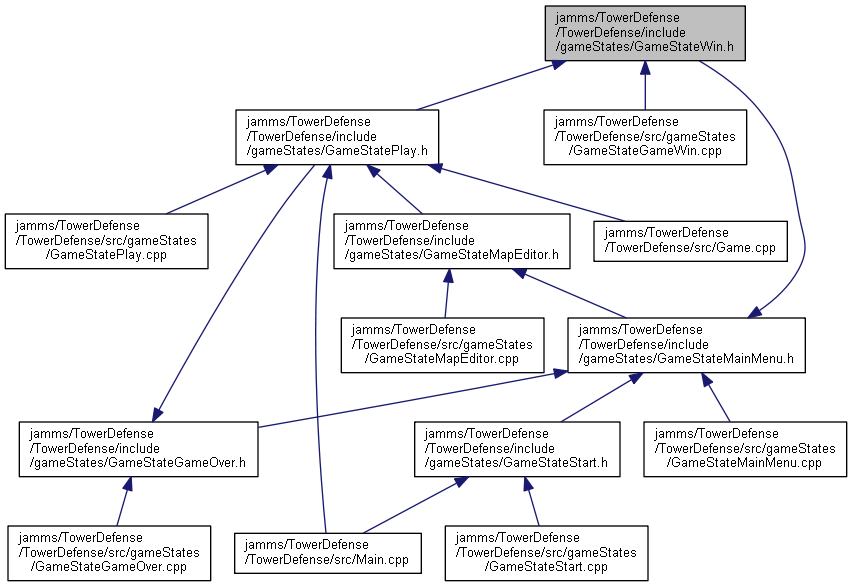 jamms/TowerDefense
/TowerDefense/include
/gameStates/GameStateWin.h
jamms/TowerDefense
/TowerDefense/include
/gameStates/GameStatePlay.h
jamms/TowerDefense
/TowerDefense/src/gameStates
/GameStateGameWin.cpp
jamms/TowerDefense
/TowerDefense/src/gameStates
/GameStatePlay.cpp
jamms/TowerDefense
/TowerDefense/include
/gameStates/GameStateMapEditor.h
jamms/TowerDefense
/TowerDefense/src/Game.cpp
jamms/TowerDefense
/TowerDefense/src/gameStates
/GameStateMapEditor.cpp
jamms/TowerDefense
/TowerDefense/include
/gameStates/GameStateMainMenu.h
jamms/TowerDefense
/TowerDefense/include
/gameStates/GameStateGameOver.h
jamms/TowerDefense
/TowerDefense/include
/gameStates/GameStateStart.h
jamms/TowerDefense
/TowerDefense/src/gameStates
/GameStateMainMenu.cpp
jamms/TowerDefense
/TowerDefense/src/gameStates
/GameStateGameOver.cpp
jamms/TowerDefense
/TowerDefense/src/Main.cpp
jamms/TowerDefense
/TowerDefense/src/gameStates
/GameStateStart.cpp